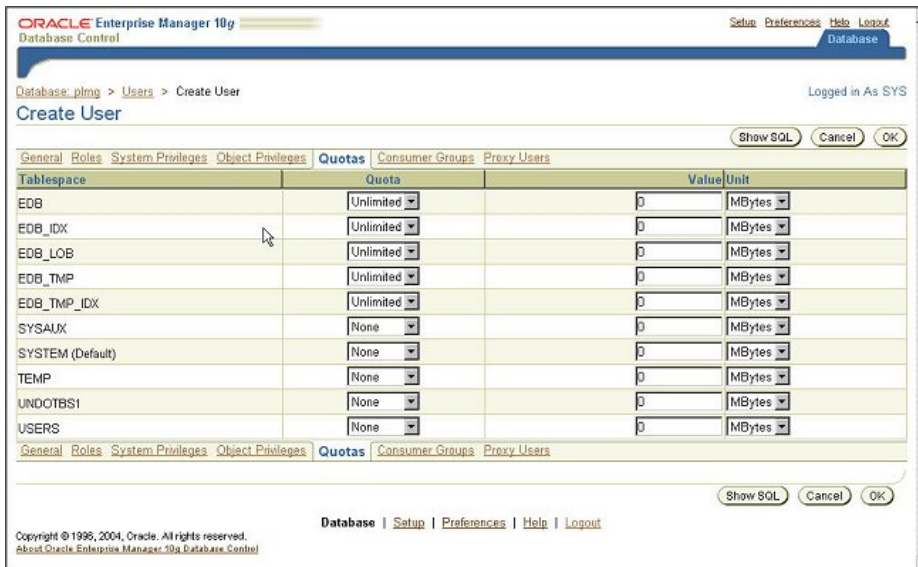 ORACLE Enterprise Manager 10g
Database Control
Setup Preferences Help Logout
Database
Database: plmg > Users > Create User
Logged in As SYS
Create User
Show SQL Cancel OK
General Roles System Privileges Object Privileges Quotas Consumer Groups Proxy Users
Tablespace Quota Value Unit
EDB Unlimited 0 MBytes
EDB_IDX Unlimited 0 MBytes
EDB_LOB Unlimited 0 MBytes
EDB_TMP Unlimited 0 MBytes
EDB_TMP_IDX Unlimited 0 MBytes
SYSAUX None 0 MBytes
SYSTEM (Default) None 0 MBytes
TEMP None 0 MBytes
UNDOTBS1 None 0 MBytes
USERS None 0 MBytes
General Roles System Privileges Object Privileges Quotas Consumer Groups Proxy Users
Show SQL Cancel OK
Database | Setup | Preferences | Help | Logout
Copyright © 1996, 2004, Oracle. All rights reserved.
About Oracle Enterprise Manager 10g Database Control